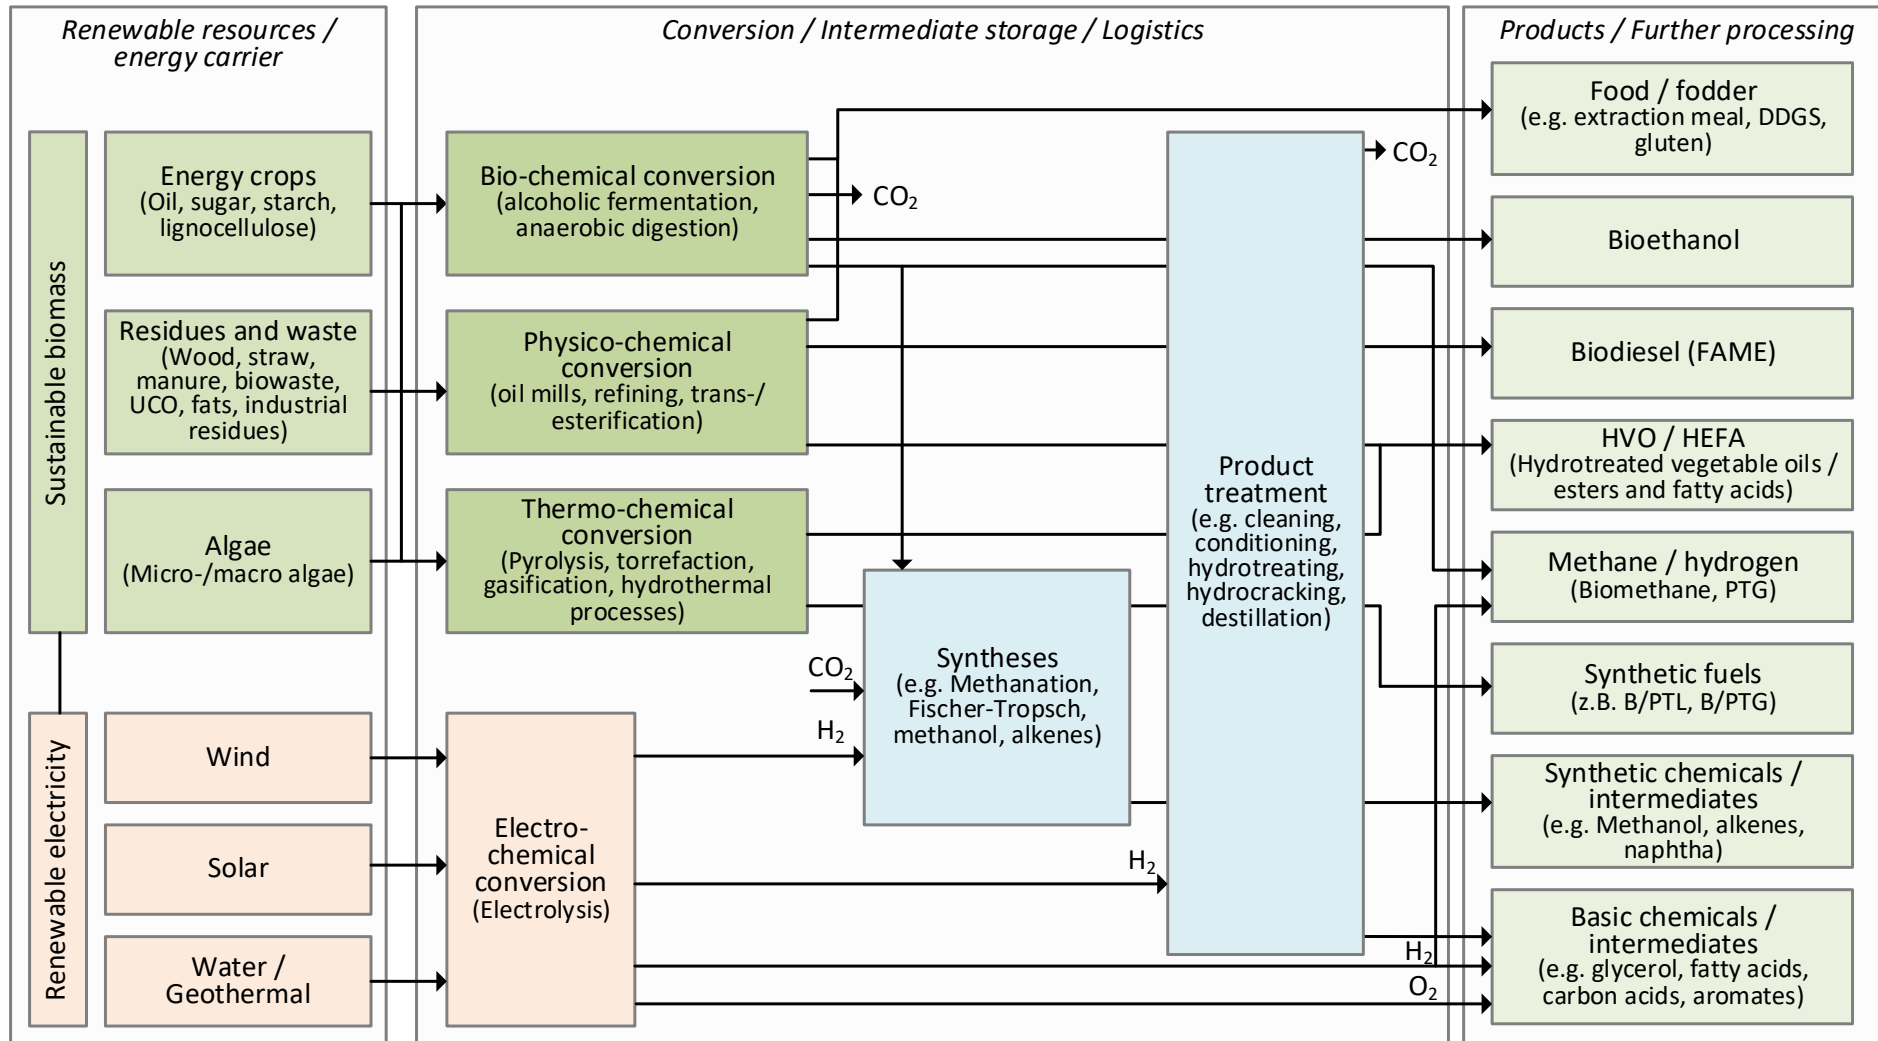 Renewable resources /
energy carrier
Conversion / Intermediate storage / Logistics
Products / Further processing
Sustainable biomass
Energy crops
(Oil, sugar, starch,
lignocellulose)
Residues and waste
(Wood, straw,
manure, biowaste,
UCO, fats, industrial
residues)
Algae
(Micro-/macro algae)
Renewable electricity
Wind
Solar
Water /
Geothermal
Bio-chemical conversion
(alcoholic fermentation,
anaerobic digestion)
CO₂
Physico-chemical
conversion
(oil mills, refining, trans-/
esterification)
Thermo-chemical
conversion
(Pyrolysis, torrefaction,
gasification, hydrothermal
processes)
Electro-
chemical
conversion
(Electrolysis)
CO₂
H₂
Syntheses
(e.g. Methanation,
Fischer-Tropsch,
methanol, alkenes)
H₂
Product
treatment
(e.g. cleaning,
conditioning,
hydrotreating,
hydrocracking,
destillation)
CO₂
H₂
O₂
Food / fodder
(e.g. extraction meal, DDGS,
gluten)
Bioethanol
Biodiesel (FAME)
HVO / HEFA
(Hydrotreated vegetable oils /
esters and fatty acids)
Methane / hydrogen
(Biomethane, PTG)
Synthetic fuels
(z.B. B/PTL, B/PTG)
Synthetic chemicals /
intermediates
(e.g. Methanol, alkenes,
naphtha)
Basic chemicals /
intermediates
(e.g. glycerol, fatty acids,
carbon acids, aromates)